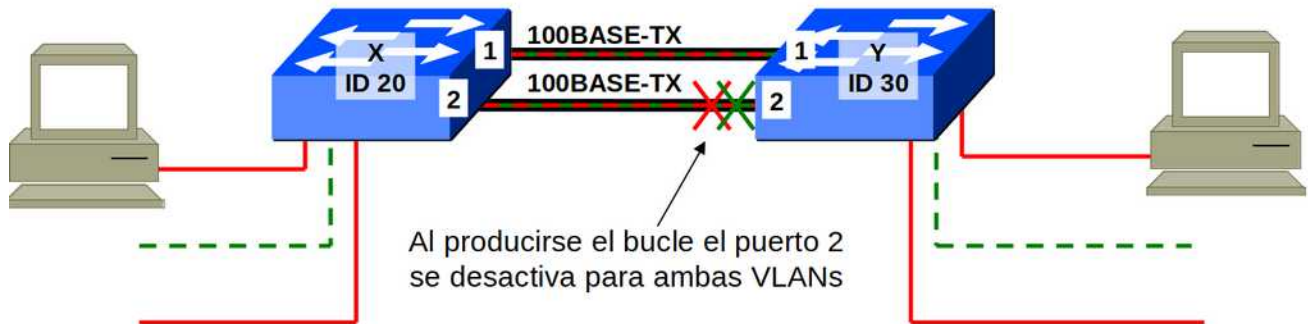 100BASE-TX
X
1
1
Y
ID 20
100BASE-TX
ID 30
2
2
Al producirse el bucle el puerto 2
se desactiva para ambas VLANs